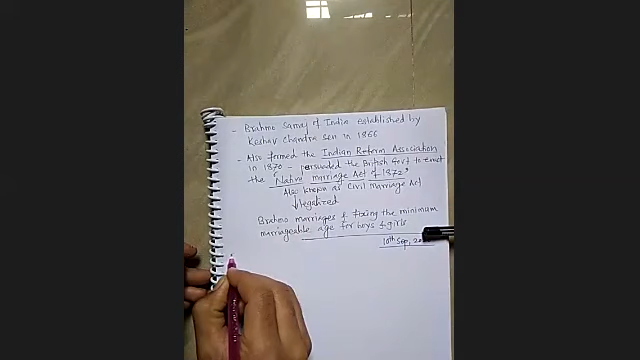 - Brahmo Samaj of India established by
Keshav Chandra Sen in 1866
- Also formed the Indian Reform Association
in 1870 - persuaded the British Govt to enact
the "Native marriage Act of 1872"
Also known as Civil Marriage Act
↓legalized
Brahmo marriages & fixing the minimum
marriageable age for boys & girls
10th Sep, 20